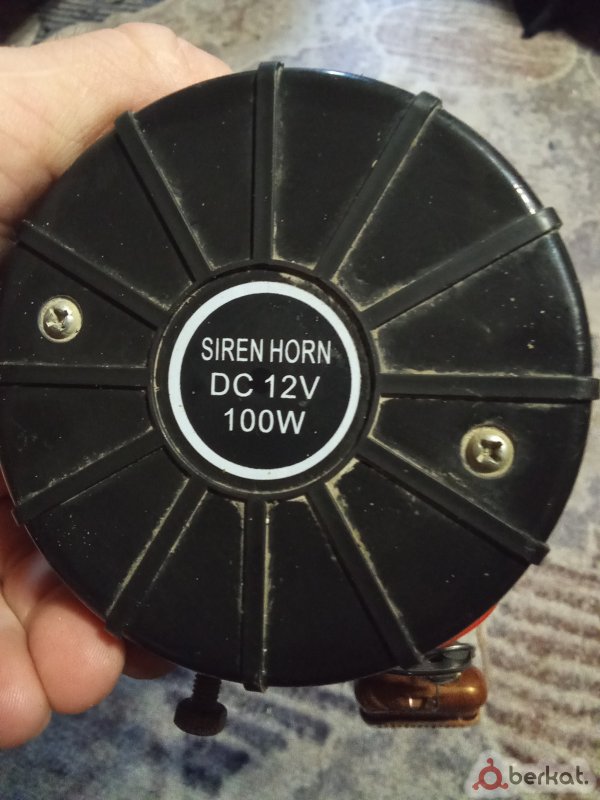 SIREN HORN
DC 12V
100W
berkat.